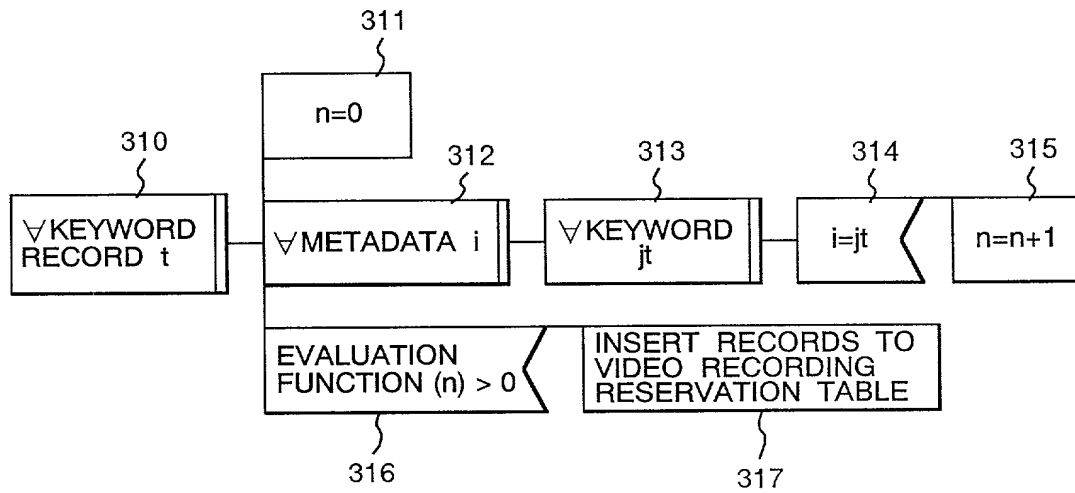 311
n=0
310
312
313
314
315
∀KEYWORD
RECORD t
∀METADATA i
∀KEYWORD
jt
i=jt
n=n+1
EVALUATION
FUNCTION (n) > 0
INSERT RECORDS TO
VIDEO RECORDING
RESERVATION TABLE
316
317